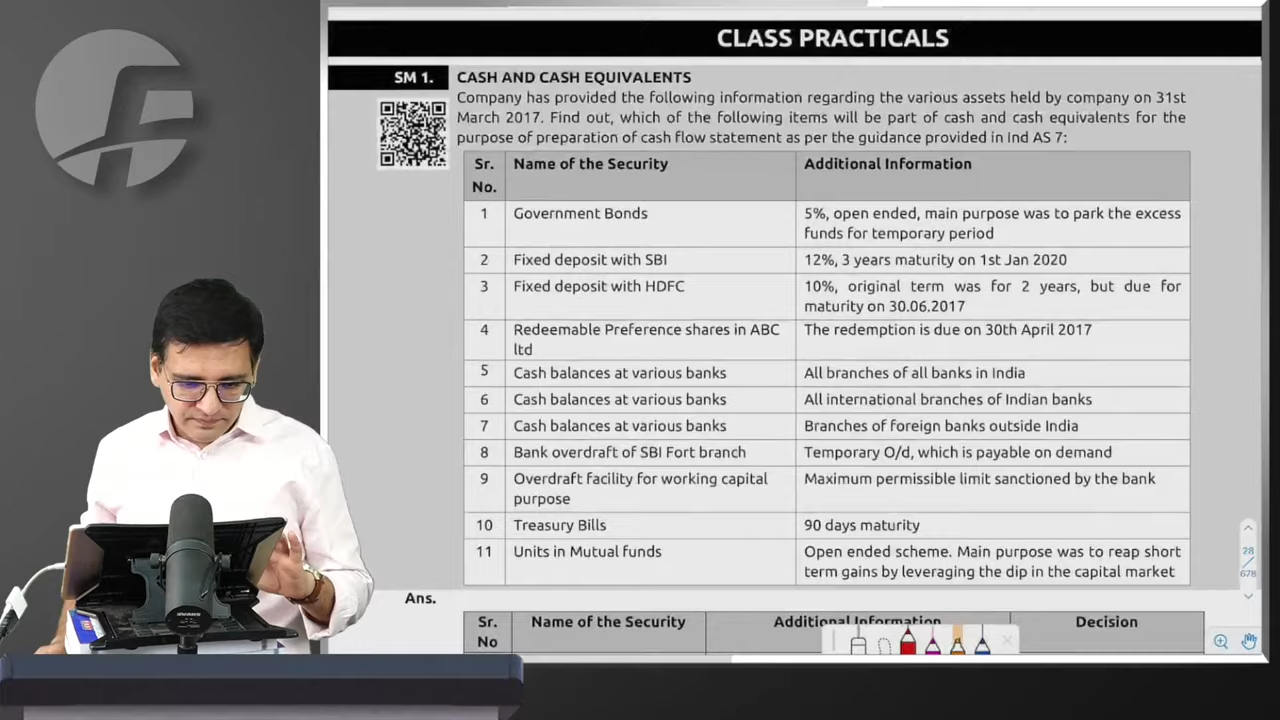 CLASS PRACTICALS
SM 1.
CASH AND CASH EQUIVALENTS
Company has provided the following information regarding the various assets held by company on 31st
March 2017. Find out, which of the following items will be part of cash and cash equivalents for the
purpose of preparation of cash flow statement as per the guidance provided in Ind AS 7:
Sr. No.
Name of the Security
Additional Information
1
Government Bonds
5%, open ended, main purpose was to park the excess
funds for temporary period
2
Fixed deposit with SBI
12%, 3 years maturity on 1st Jan 2020
3
Fixed deposit with HDFC
10%, original term was for 2 years, but due for
maturity on 30.06.2017
4
Redeemable Preference shares in ABC
ltd
The redemption is due on 30th April 2017
5
Cash balances at various banks
All branches of all banks in India
6
Cash balances at various banks
All international branches of Indian banks
7
Cash balances at various banks
Branches of foreign banks outside India
8
Bank overdraft of SBI Fort branch
Temporary O/d, which is payable on demand
9
Overdraft facility for working capital
purpose
Maximum permissible limit sanctioned by the bank
10
Treasury Bills
90 days maturity
11
Units in Mutual funds
Open ended scheme. Main purpose was to reap short
term gains by leveraging the dip in the capital market
28
678
Ans.
Sr.
No
Name of the Security
Additional Information
Decision